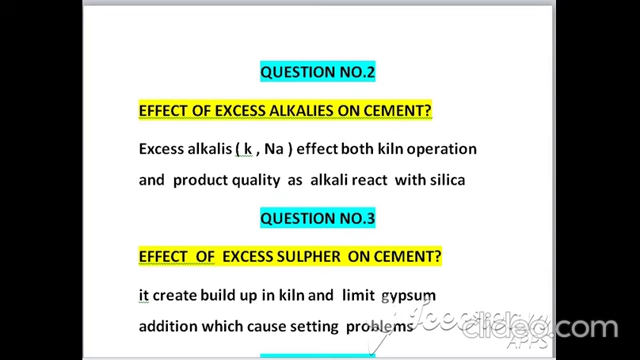 QUESTION NO.2
EFFECT OF EXCESS ALKALIES ON CEMENT?
Excess alkalis ( k , Na ) effect both kiln operation
and product quality as alkali react with silica
QUESTION NO.3
EFFECT OF EXCESS SULPHER ON CEMENT?
it create build up in kiln and limit gypsum
addition which cause setting problems
clideo.com
APPS